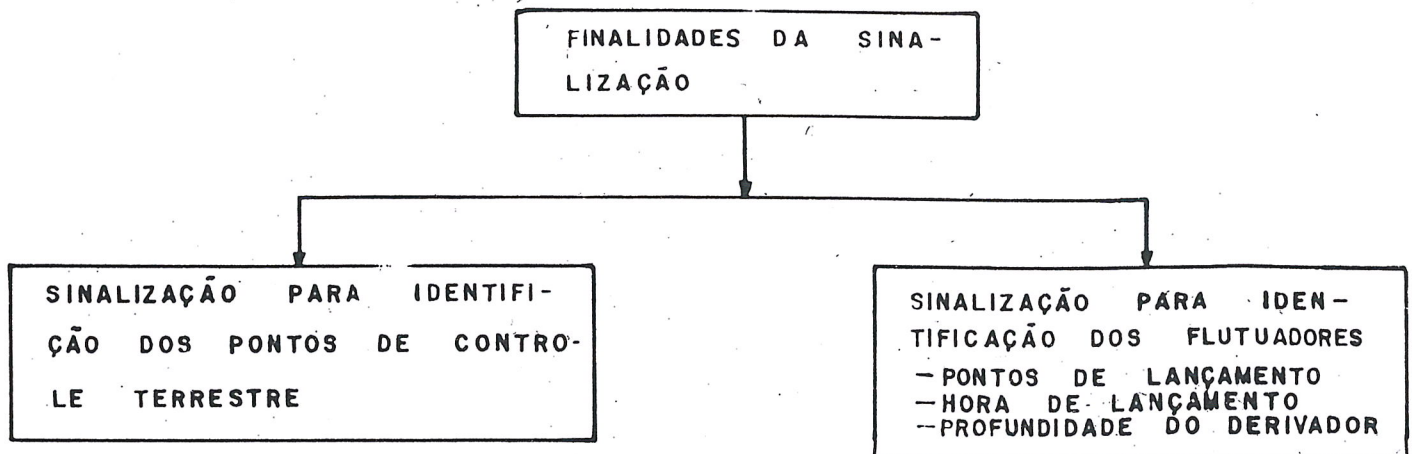 FINALIDADES DA SINA-
LIZAÇÃO
SINALIZAÇÃO PARA IDENTIFI-
ÇÃO DOS PONTOS DE CONTRO-
LE TERRESTRE
SINALIZAÇÃO PARA IDEN-
TIFICAÇÃO DOS FLUTUADORES
- PONTOS DE LANÇAMENTO
- HORA DE LANÇAMENTO
- PROFUNDIDADE DO DERIVADOR